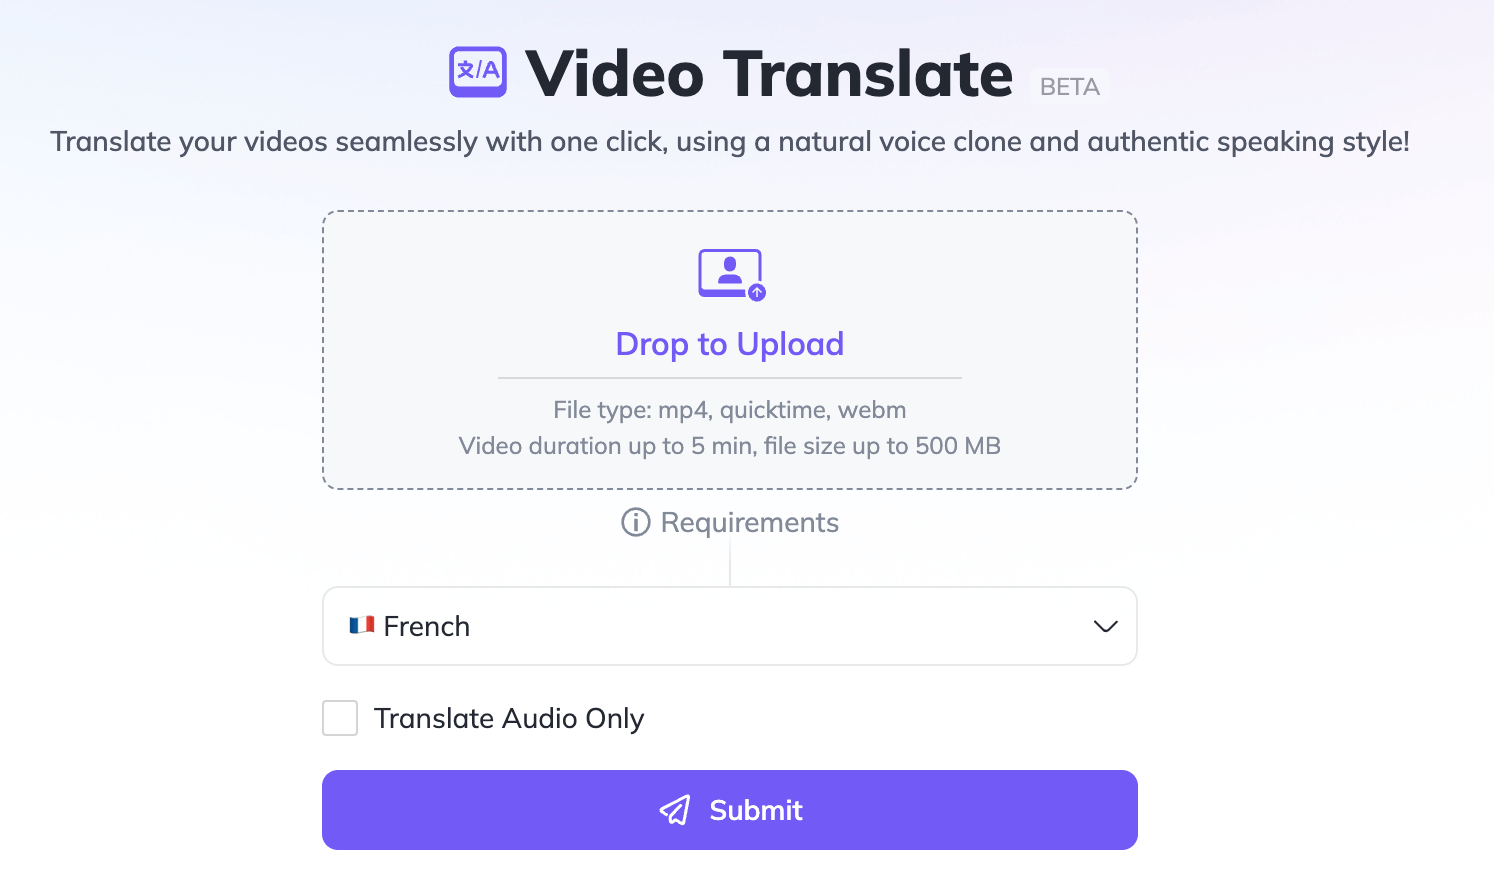 文/A Video Translate BETA
Translate your videos seamlessly with one click, using a natural voice clone and authentic speaking style!
Drop to Upload
File type: mp4, quicktime, webm
Video duration up to 5 min, file size up to 500 MB
Requirements
French
Translate Audio Only
Submit